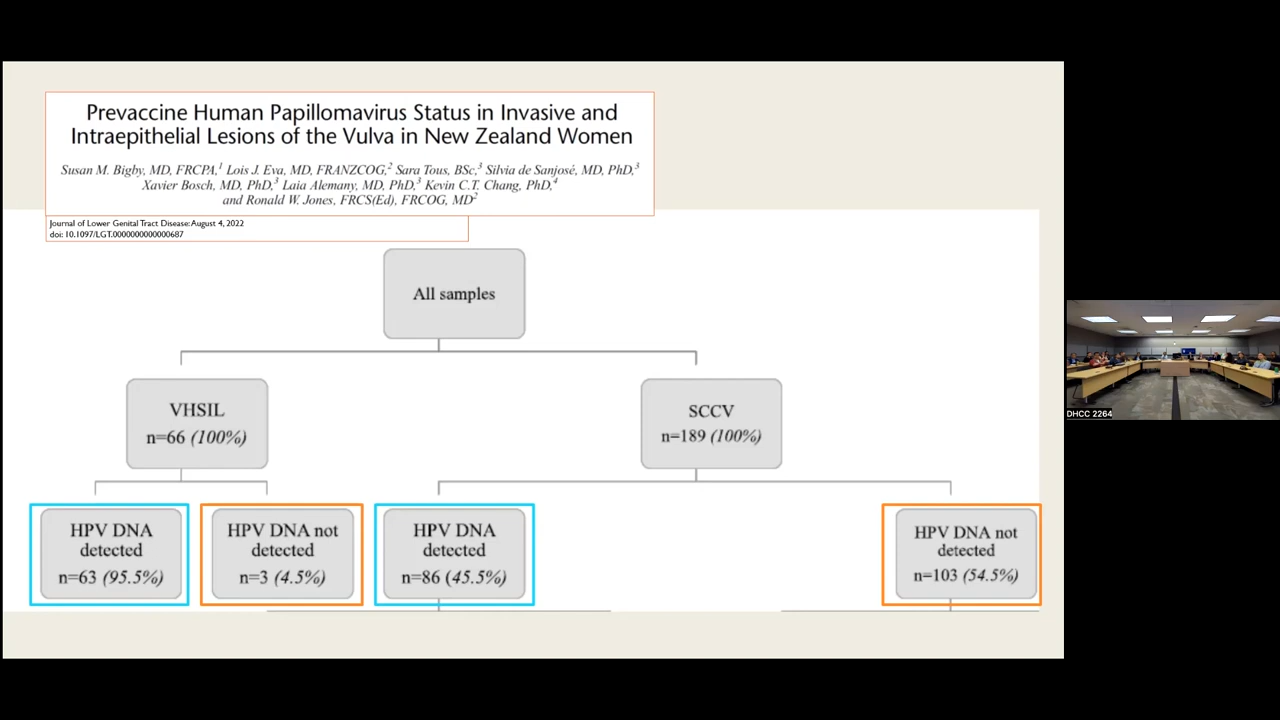 Prevaccine Human Papillomavirus Status in Invasive and
Intraepithelial Lesions of the Vulva in New Zealand Women
Susan M. Bigby, MD, FRCPA,1 Lois J. Eva, MD, FRANZCOG,2 Sara Tous, BSc,3 Silvia de Sanjosé, MD, PhD,3
Xavier Bosch, MD, PhD,3 Laia Alemany, MD, PhD,3 Kevin C.T. Chang, PhD,4
and Ronald W. Jones, FRCS(Ed), FRCOG, MD2
Journal of Lower Genital Tract Disease: August 4, 2022
doi: 10.1097/LGT.0000000000000687
All samples
VHSIL
n=66 (100%)
SCCV
n=189 (100%)
HPV DNA
detected
n=63 (95.5%)
HPV DNA not
detected
n=3 (4.5%)
HPV DNA
detected
n=86 (45.5%)
HPV DNA not
detected
n=103 (54.5%)
DHCC 2264